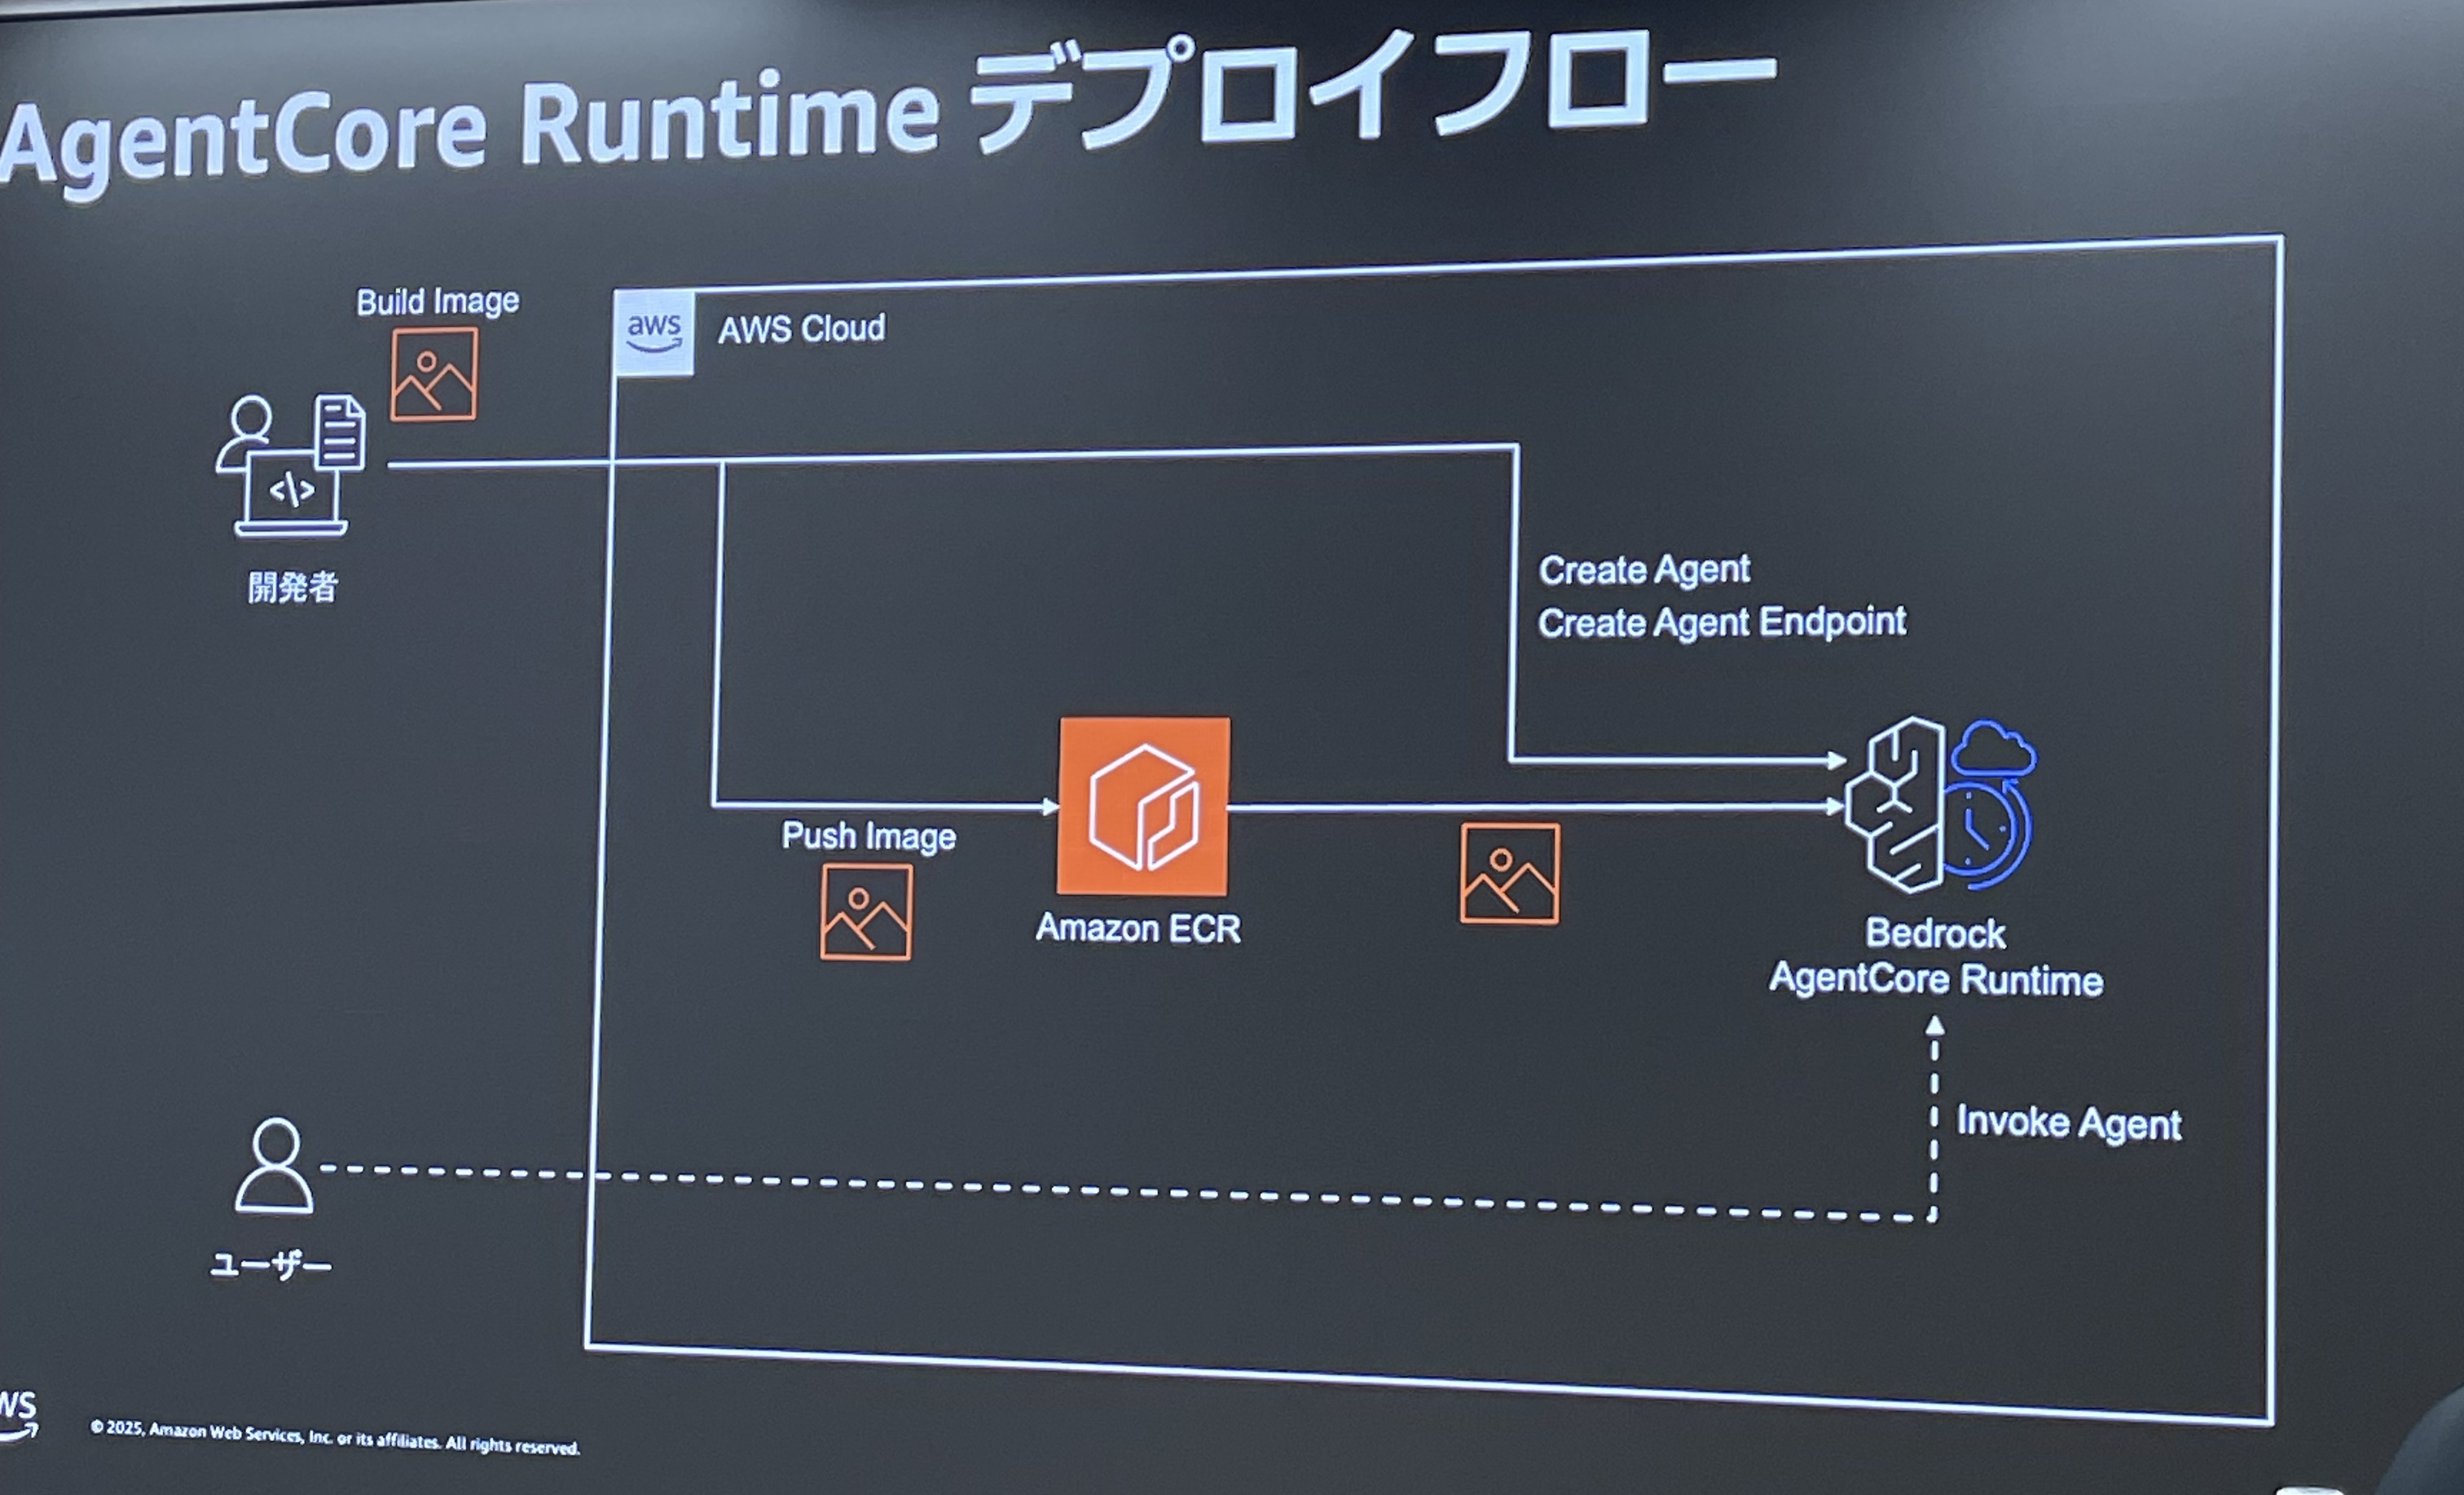 AgentCore Runtime デプロイフロー
Build Image
aws
AWS Cloud
</>
開発者
Create Agent
Create Agent Endpoint
Push Image
Amazon ECR
Bedrock
AgentCore Runtime
Invoke Agent
ユーザー
© 2025, Amazon Web Services, Inc. or its affiliates. All rights reserved.